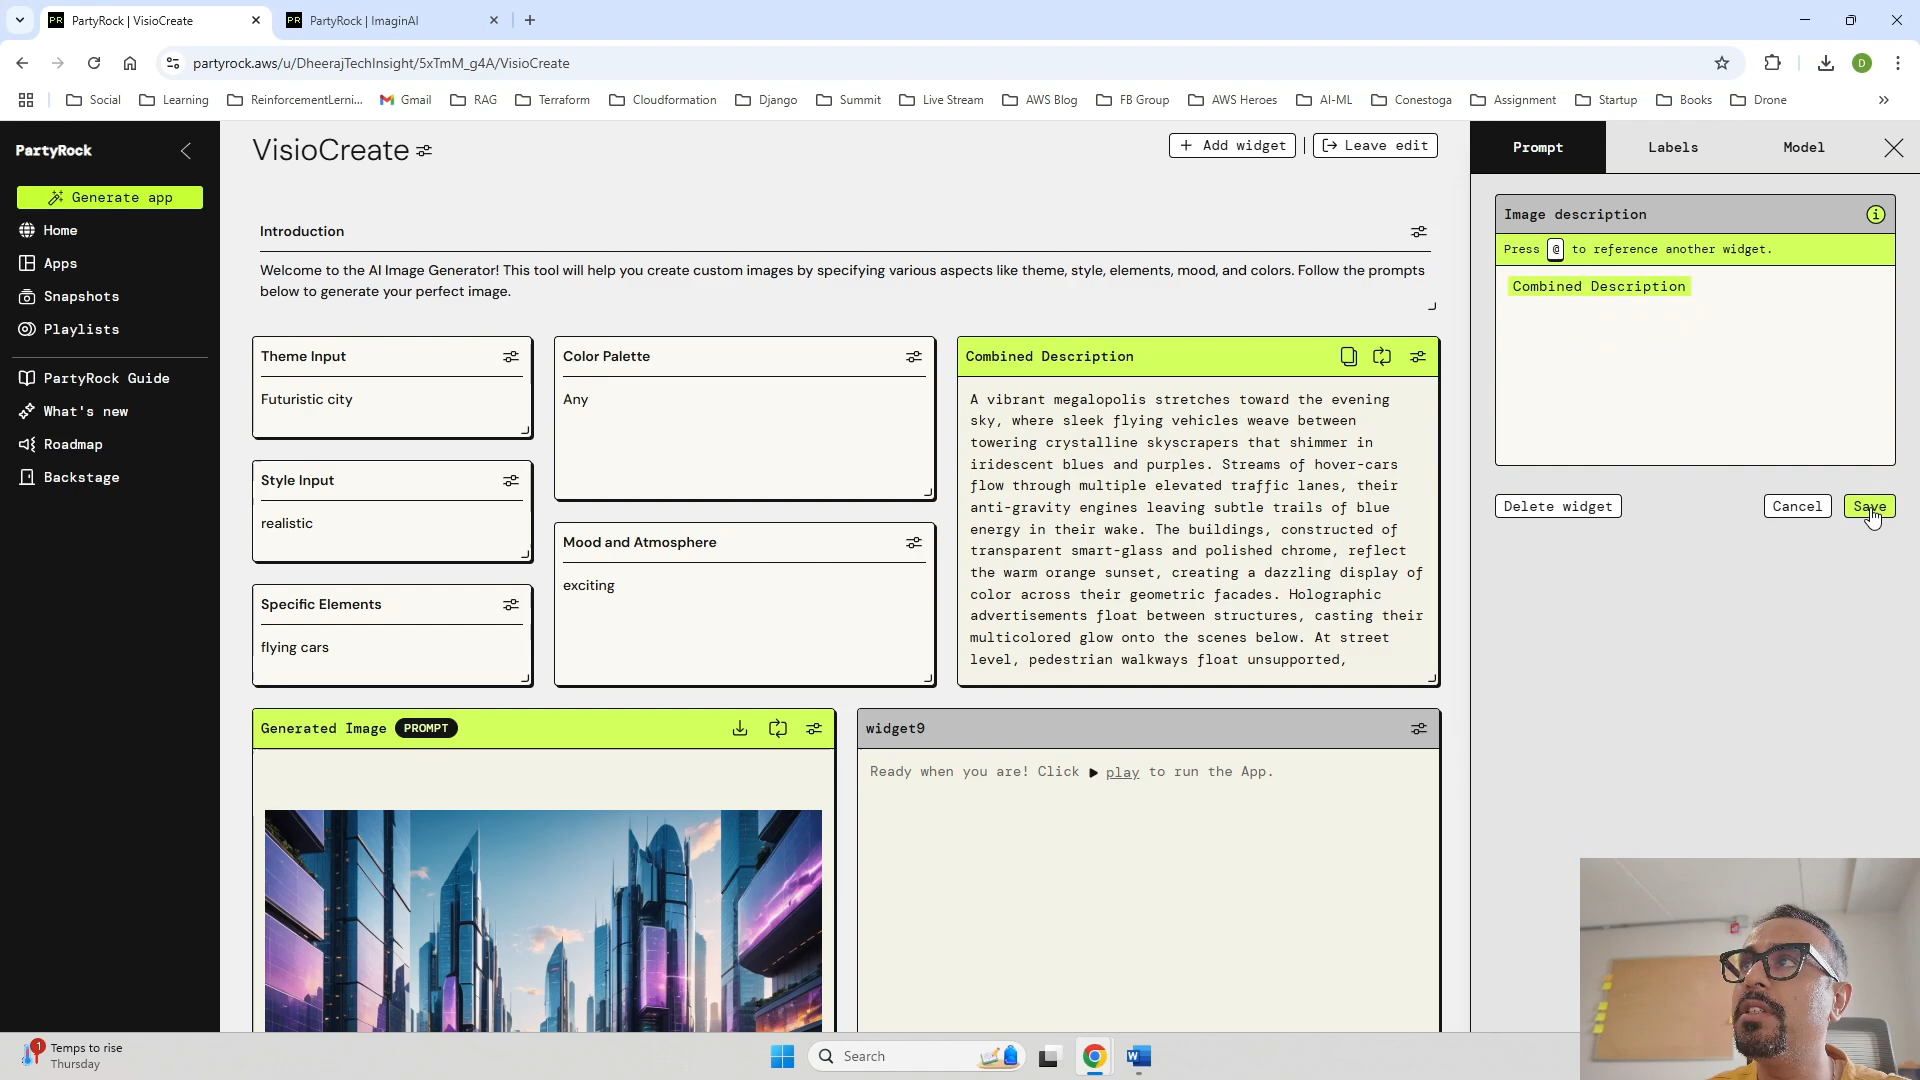 PR PartyRock | VisioCreate
PR PartyRock | ImaginAI
partyrock.aws/u/DheerajTechInsight/5xTmM_g4A/VisioCreate
D
Social
Learning
ReinforcementLerni...
Gmail
RAG
Terraform
Cloudformation
Django
Summit
Live Stream
AWS Blog
FB Group
AWS Heroes
AI-ML
Conestoga
Assignment
Startup
Books
Drone
PartyRock
Generate app
Home
Apps
Snapshots
Playlists
PartyRock Guide
What's new
Roadmap
Backstage
VisioCreate
+ Add widget
Leave edit
Introduction
Welcome to the AI Image Generator! This tool will help you create custom images by specifying various aspects like theme, style, elements, mood, and colors. Follow the prompts
below to generate your perfect image.
Theme Input
Futuristic city
Style Input
realistic
Specific Elements
flying cars
Color Palette
Any
Mood and Atmosphere
exciting
Combined Description
A vibrant megalopolis stretches toward the evening
sky, where sleek flying vehicles weave between
towering crystalline skyscrapers that shimmer in
iridescent blues and purples. Streams of hover-cars
flow through multiple elevated traffic lanes, their
anti-gravity engines leaving subtle trails of blue
energy in their wake. The buildings, constructed of
transparent smart-glass and polished chrome, reflect
the warm orange sunset, creating a dazzling display of
color across their geometric facades. Holographic
advertisements float between structures, casting their
multicolored glow onto the scenes below. At street
level, pedestrian walkways float unsupported,
Generated Image PROMPT
widget9
Ready when you are! Click ▶ play to run the App.
Prompt
Labels
Model
Image description
Press @ to reference another widget.
Combined Description
Delete widget
Cancel
Save
1
Temps to rise
Thursday
Search